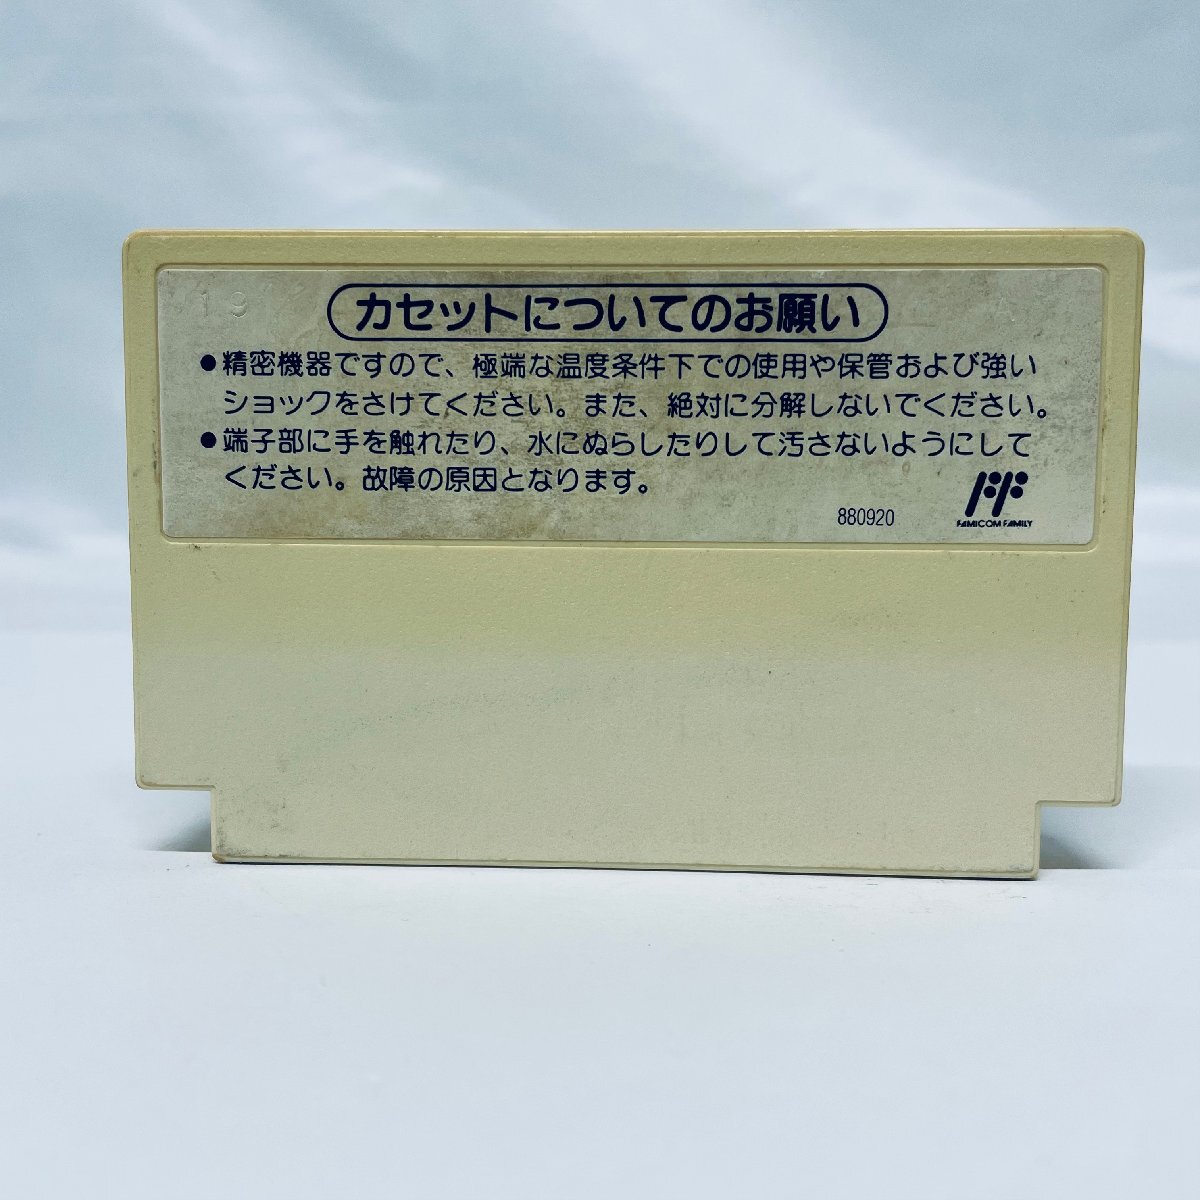 カセットについてのお願い
●精密機器ですので、極端な温度条件下での使用や保管および強い
ショックをさけてください。また、絶対に分解しないでください。
●端子部に手を触れたり、水にぬらしたりして汚さないようにして
ください。故障の原因となります。
880920
FAMICOM FAMILY
19